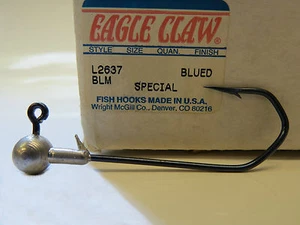 EAGLE CLAW
STYLE SIZE QUAN. FINISH
L2637 BLUED
BLM
SPECIAL
FISH HOOKS MADE IN U.S.A.
Wright McGill Co., Denver, CO 80216